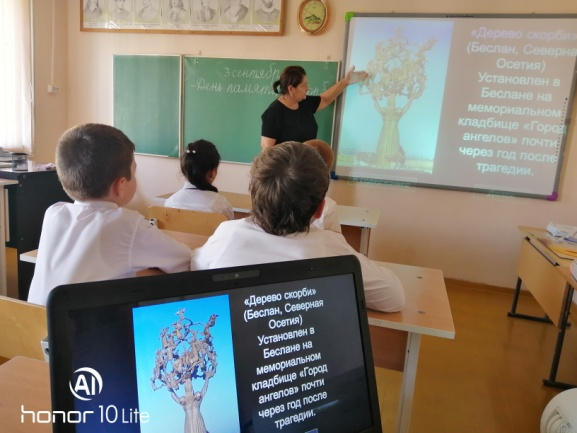 3 сентября
-День памяти
«Дерево скорби»
(Беслан, Северная
Осетия)
Установлен в
Беслане на
мемориальном
кладбище «Город
ангелов» почти
через год после
трагедии.
«Дерево скорби»
(Беслан, Северная
Осетия)
Установлен в
Беслане на
мемориальном
кладбище «Город
ангелов» почти
через год после
трагедии.
AI
honor 10 Lite